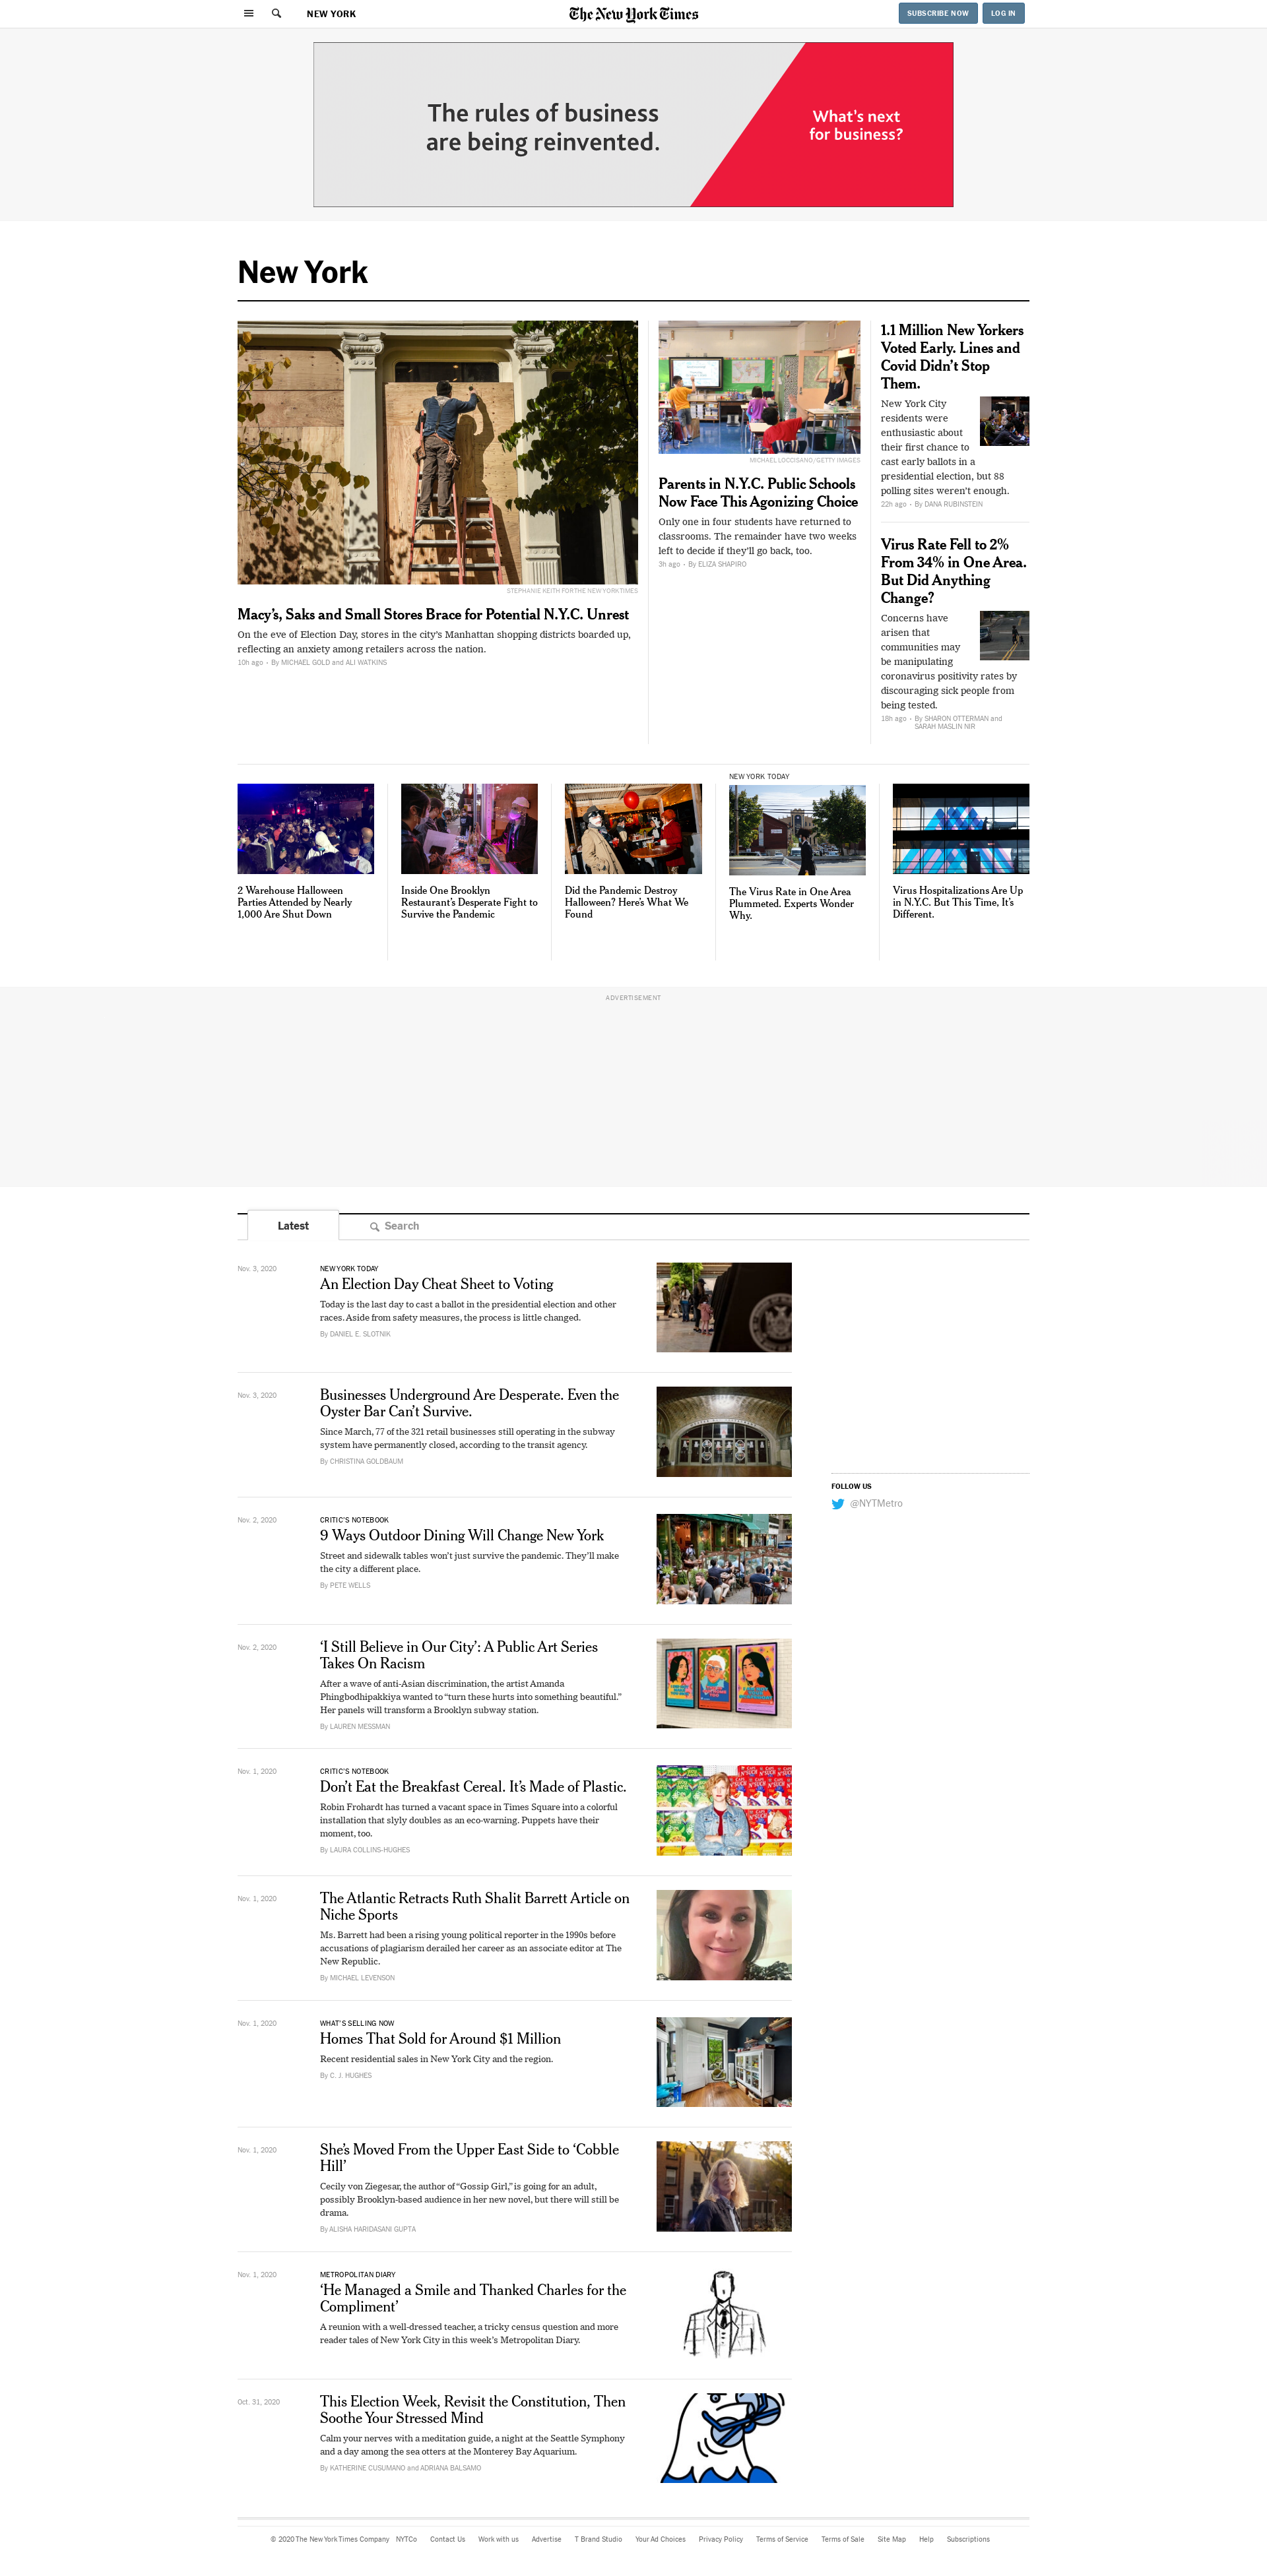 NEW YORK
The New York Times
SUBSCRIBE NOW
LOG IN
The rules of business
are being reinvented.
What's next
for business?
New York
STEPHANIE KEITH FOR THE NEW YORK TIMES
Macy's, Saks and Small Stores Brace for Potential N.Y.C. Unrest
On the eve of Election Day, stores in the city's Manhattan shopping districts boarded up,
reflecting an anxiety among retailers across the nation.
10h ago • By MICHAEL GOLD and ALI WATKINS
MICHAEL LOCCISANO/GETTY IMAGES
Parents in N.Y.C. Public Schools
Now Face This Agonizing Choice
Only one in four students have returned to
classrooms. The remainder have two weeks
left to decide if they'll go back, too.
3h ago • By ELIZA SHAPIRO
1.1 Million New Yorkers
Voted Early. Lines and
Covid Didn't Stop
Them.
New York City
residents were
enthusiastic about
their first chance to
cast early ballots in a
presidential election, but 88
polling sites weren't enough.
22h ago • By DANA RUBINSTEIN
Virus Rate Fell to 2%
From 34% in One Area.
But Did Anything
Change?
Concerns have
arisen that
communities may
be manipulating
coronavirus positivity rates by
discouraging sick people from
being tested.
18h ago • By SHARON OTTERMAN and
SARAH MASLIN NIR
2 Warehouse Halloween
Parties Attended by Nearly
1,000 Are Shut Down
Inside One Brooklyn
Restaurant's Desperate Fight to
Survive the Pandemic
Did the Pandemic Destroy
Halloween? Here's What We
Found
NEW YORK TODAY
The Virus Rate in One Area
Plummeted. Experts Wonder
Why.
Virus Hospitalizations Are Up
in N.Y.C. But This Time, It's
Different.
ADVERTISEMENT
Latest
Search
Nov. 3, 2020
NEW YORK TODAY
An Election Day Cheat Sheet to Voting
Today is the last day to cast a ballot in the presidential election and other
races. Aside from safety measures, the process is little changed.
By DANIEL E. SLOTNIK
Nov. 3, 2020
Businesses Underground Are Desperate. Even the
Oyster Bar Can't Survive.
Since March, 77 of the 321 retail businesses still operating in the subway
system have permanently closed, according to the transit agency.
By CHRISTINA GOLDBAUM
FOLLOW US
@NYTMetro
Nov. 2, 2020
CRITIC'S NOTEBOOK
9 Ways Outdoor Dining Will Change New York
Street and sidewalk tables won't just survive the pandemic. They'll make
the city a different place.
By PETE WELLS
Nov. 2, 2020
'I Still Believe in Our City': A Public Art Series
Takes On Racism
After a wave of anti-Asian discrimination, the artist Amanda
Phingbodhipakkiya wanted to "turn these hurts into something beautiful."
Her panels will transform a Brooklyn subway station.
By LAUREN MESSMAN
Nov. 1, 2020
CRITIC'S NOTEBOOK
Don't Eat the Breakfast Cereal. It's Made of Plastic.
Robin Frohardt has turned a vacant space in Times Square into a colorful
installation that slyly doubles as an eco-warning. Puppets have their
moment, too.
By LAURA COLLINS-HUGHES
Nov. 1, 2020
The Atlantic Retracts Ruth Shalit Barrett Article on
Niche Sports
Ms. Barrett had been a rising young political reporter in the 1990s before
accusations of plagiarism derailed her career as an associate editor at The
New Republic.
By MICHAEL LEVENSON
Nov. 1, 2020
WHAT'S SELLING NOW
Homes That Sold for Around $1 Million
Recent residential sales in New York City and the region.
By C. J. HUGHES
Nov. 1, 2020
She's Moved From the Upper East Side to 'Cobble
Hill'
Cecily von Ziegesar, the author of "Gossip Girl," is going for an adult,
possibly Brooklyn-based audience in her new novel, but there will still be
drama.
By ALISHA HARIDASANI GUPTA
Nov. 1, 2020
METROPOLITAN DIARY
'He Managed a Smile and Thanked Charles for the
Compliment'
A reunion with a well-dressed teacher, a tricky census question and more
reader tales of New York City in this week's Metropolitan Diary.
Oct. 31, 2020
This Election Week, Revisit the Constitution, Then
Soothe Your Stressed Mind
Calm your nerves with a meditation guide, a night at the Seattle Symphony
and a day among the sea otters at the Monterey Bay Aquarium.
By KATHERINE CUSUMANO and ADRIANA BALSAMO
© 2020 The New York Times Company NYTCo Contact Us Work with us Advertise T Brand Studio Your Ad Choices Privacy Policy Terms of Service Terms of Sale Site Map Help Subscriptions